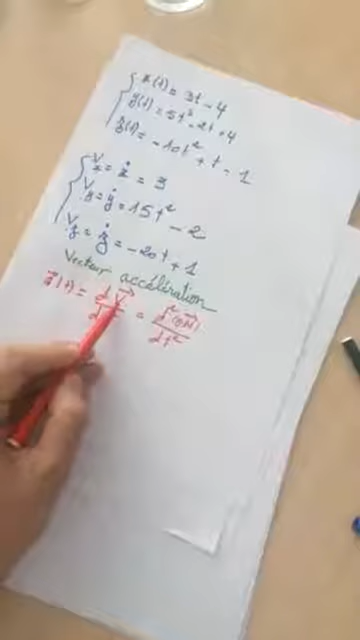 x(t) = 3t - 4
y(t) = 5t³ - 2t + 4
z(t) = -10t² + t - 1
Vx = ẋ = 3
Vy = ẏ = 15t² - 2
Vz = ż = -20t + 1
Vecteur accélération
a⃗(t) = dV⃗/dt = d²(OM⃗)/dt²